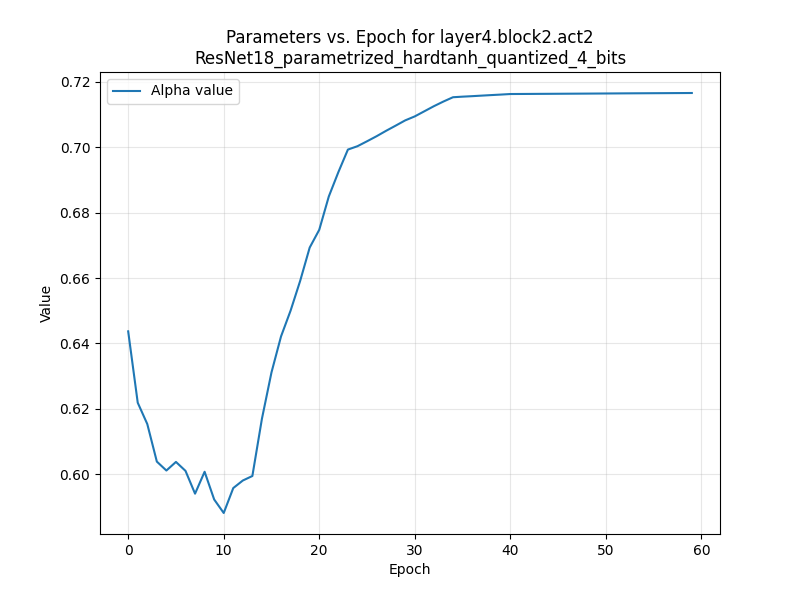 Parameters vs. Epoch for layer4.block2.act2
ResNet18_parametrized_hardtanh_quantized_4_bits
Alpha value
0.72
0.70
0.68
0.66
0.64
0.62
0.60
Value
0
10
20
30
40
50
60
Epoch